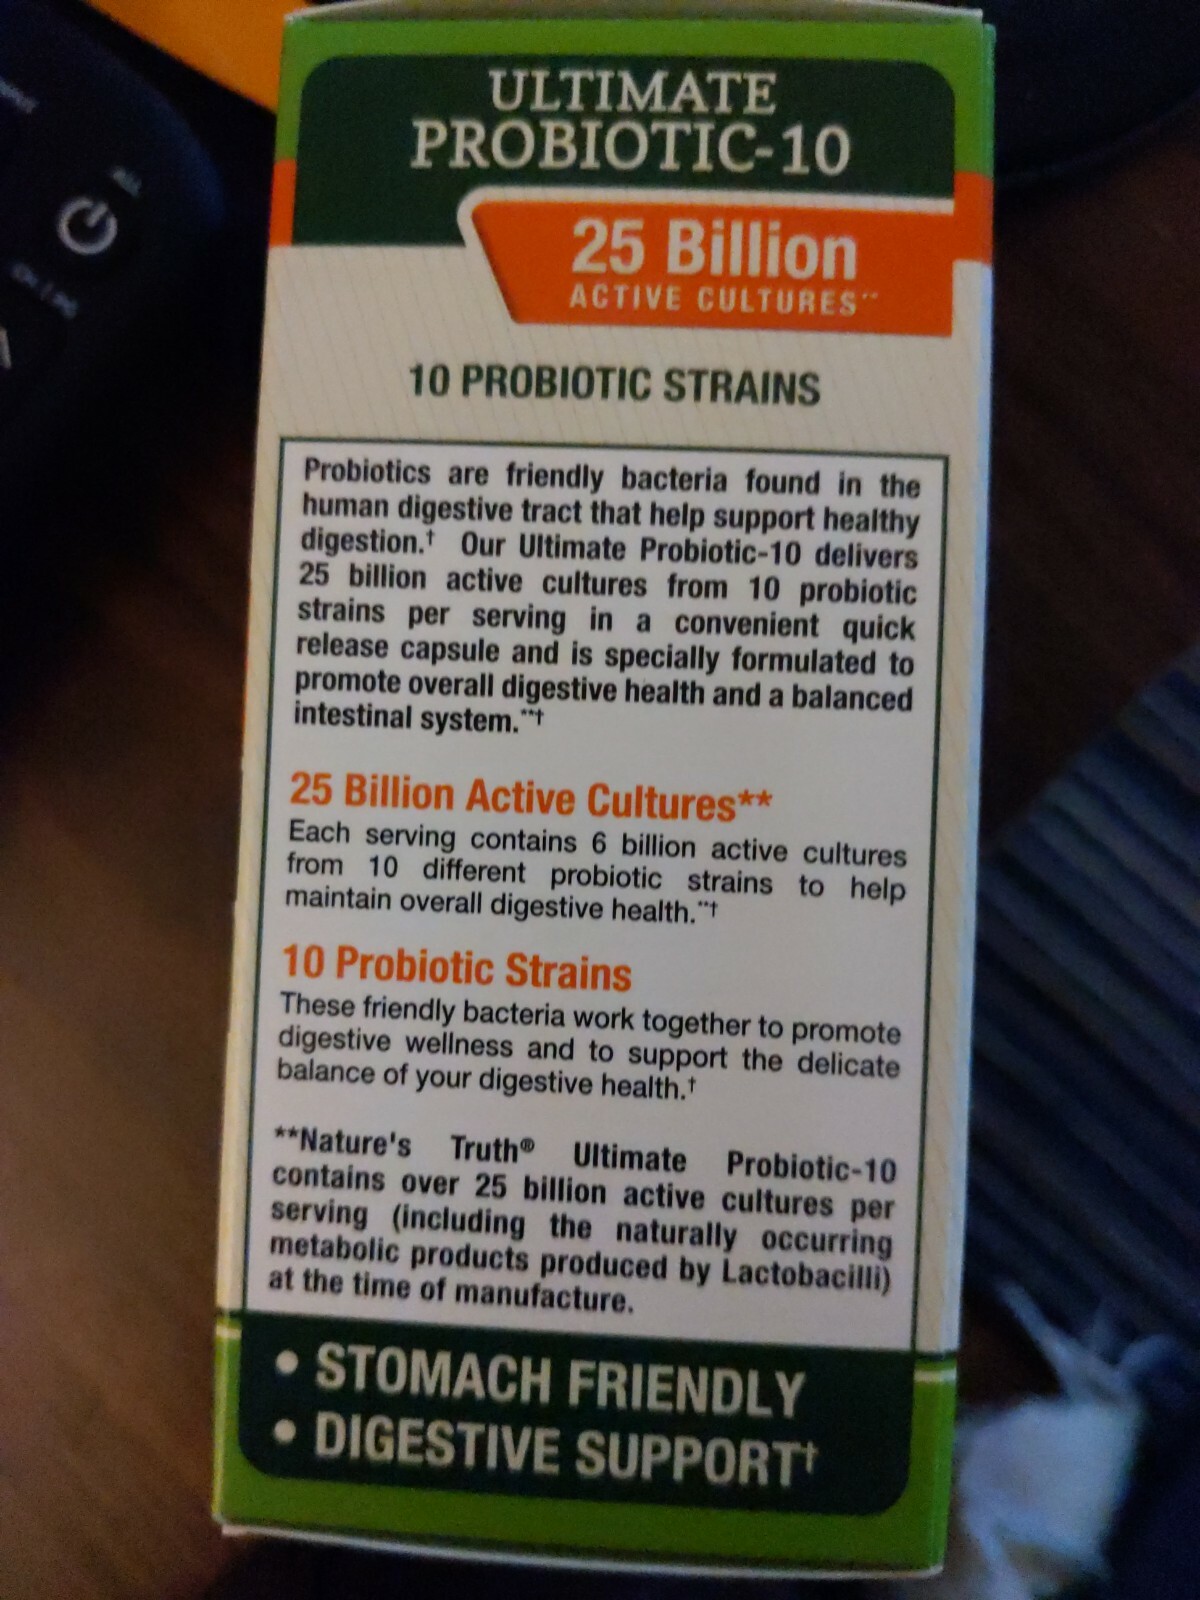 ULTIMATE
PROBIOTIC-10
25 Billion
ACTIVE CULTURES**
10 PROBIOTIC STRAINS
Probiotics are friendly bacteria found in the
human digestive tract that help support healthy
digestion.† Our Ultimate Probiotic-10 delivers
25 billion active cultures from 10 probiotic
strains per serving in a convenient quick
release capsule and is specially formulated to
promote overall digestive health and a balanced
intestinal system.**†
25 Billion Active Cultures**
Each serving contains 6 billion active cultures
from 10 different probiotic strains to help
maintain overall digestive health.**†
10 Probiotic Strains
These friendly bacteria work together to promote
digestive wellness and to support the delicate
balance of your digestive health.†
**Nature's Truth® Ultimate Probiotic-10
contains over 25 billion active cultures per
serving (including the naturally occurring
metabolic products produced by Lactobacilli)
at the time of manufacture.
• STOMACH FRIENDLY
• DIGESTIVE SUPPORT†
ALL